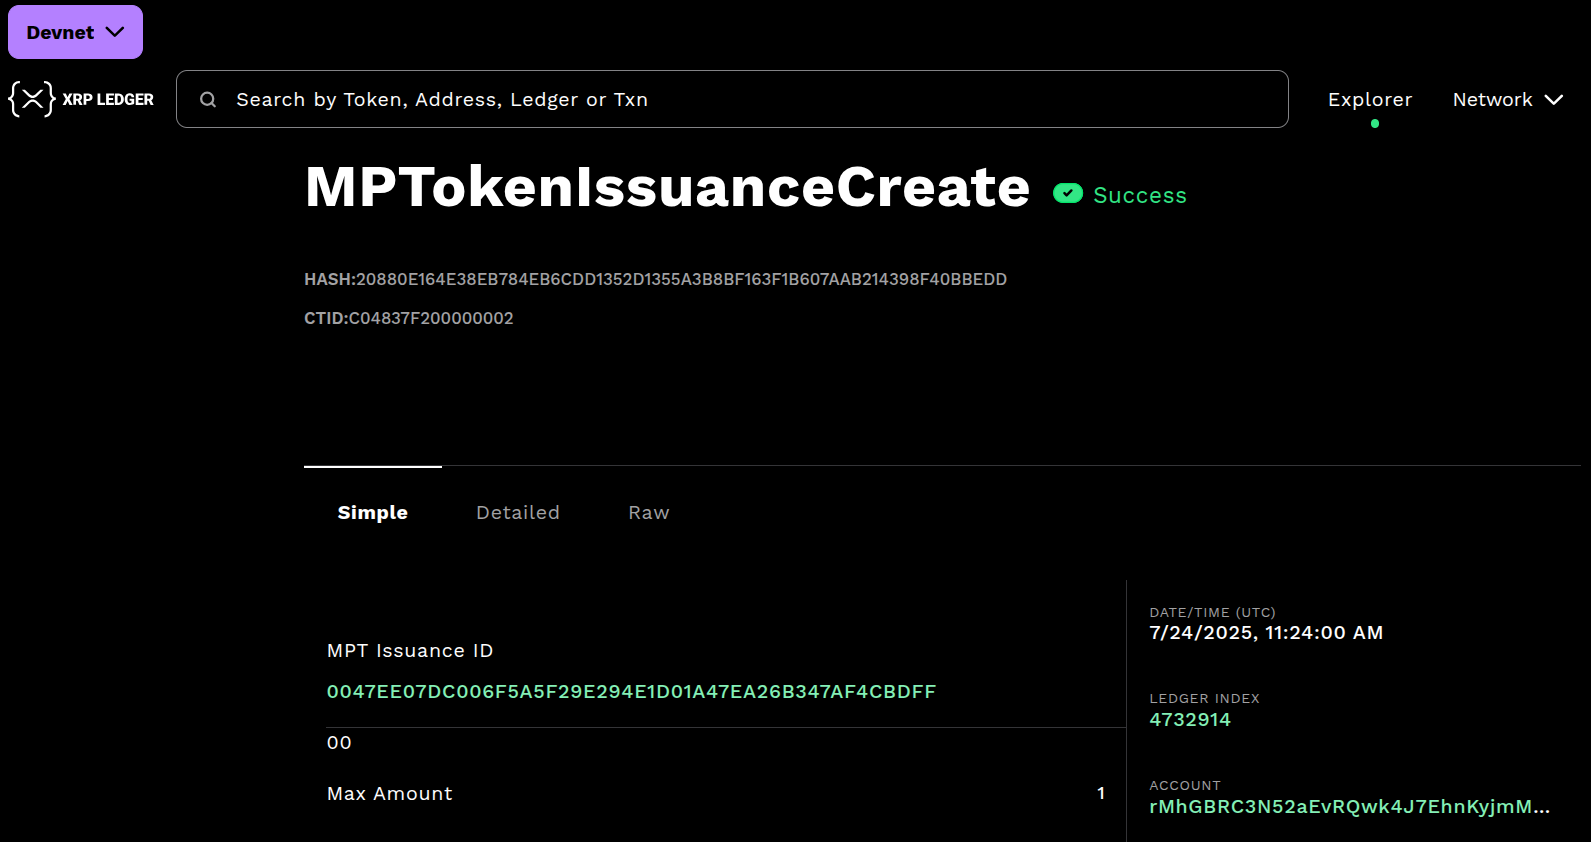 Devnet
XRP LEDGER
Search by Token, Address, Ledger or Txn
Explorer
Network
MPTokenIssuanceCreate
Success
HASH:20880E164E38EB784EB6CDD1352D1355A3B8BF163F1B607AAB214398F40BBEDD
CTID:C04837F200000002
Simple
Detailed
Raw
MPT Issuance ID
0047EE07DC006F5A5F29E294E1D01A47EA26B347AF4CBDFF
00
Max Amount
1
DATE/TIME (UTC)
7/24/2025, 11:24:00 AM
LEDGER INDEX
4732914
ACCOUNT
rMhGBRC3N52aEvRQwk4J7EhnKyjmM...